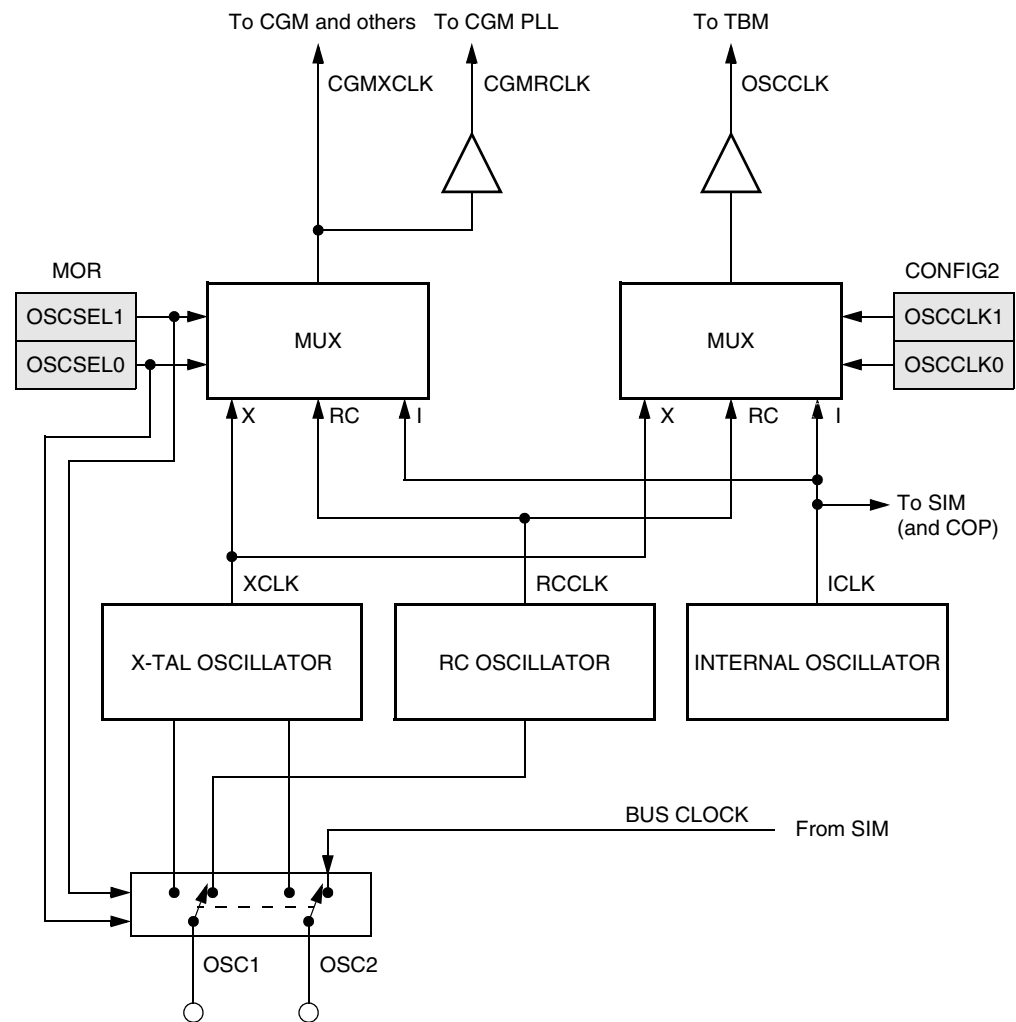 To CGM and others
To CGM PLL
To TBM
CGMXCLK
CGMRCLK
OSCCLK
MOR
CONFIG2
OSCSEL1
OSCSEL0
MUX
MUX
OSCCLK1
OSCCLK0
X
RC
I
X
RC
I
To SIM
(and COP)
XCLK
RCCLK
ICLK
X-TAL OSCILLATOR
RC OSCILLATOR
INTERNAL OSCILLATOR
BUS CLOCK
From SIM
OSC1
OSC2